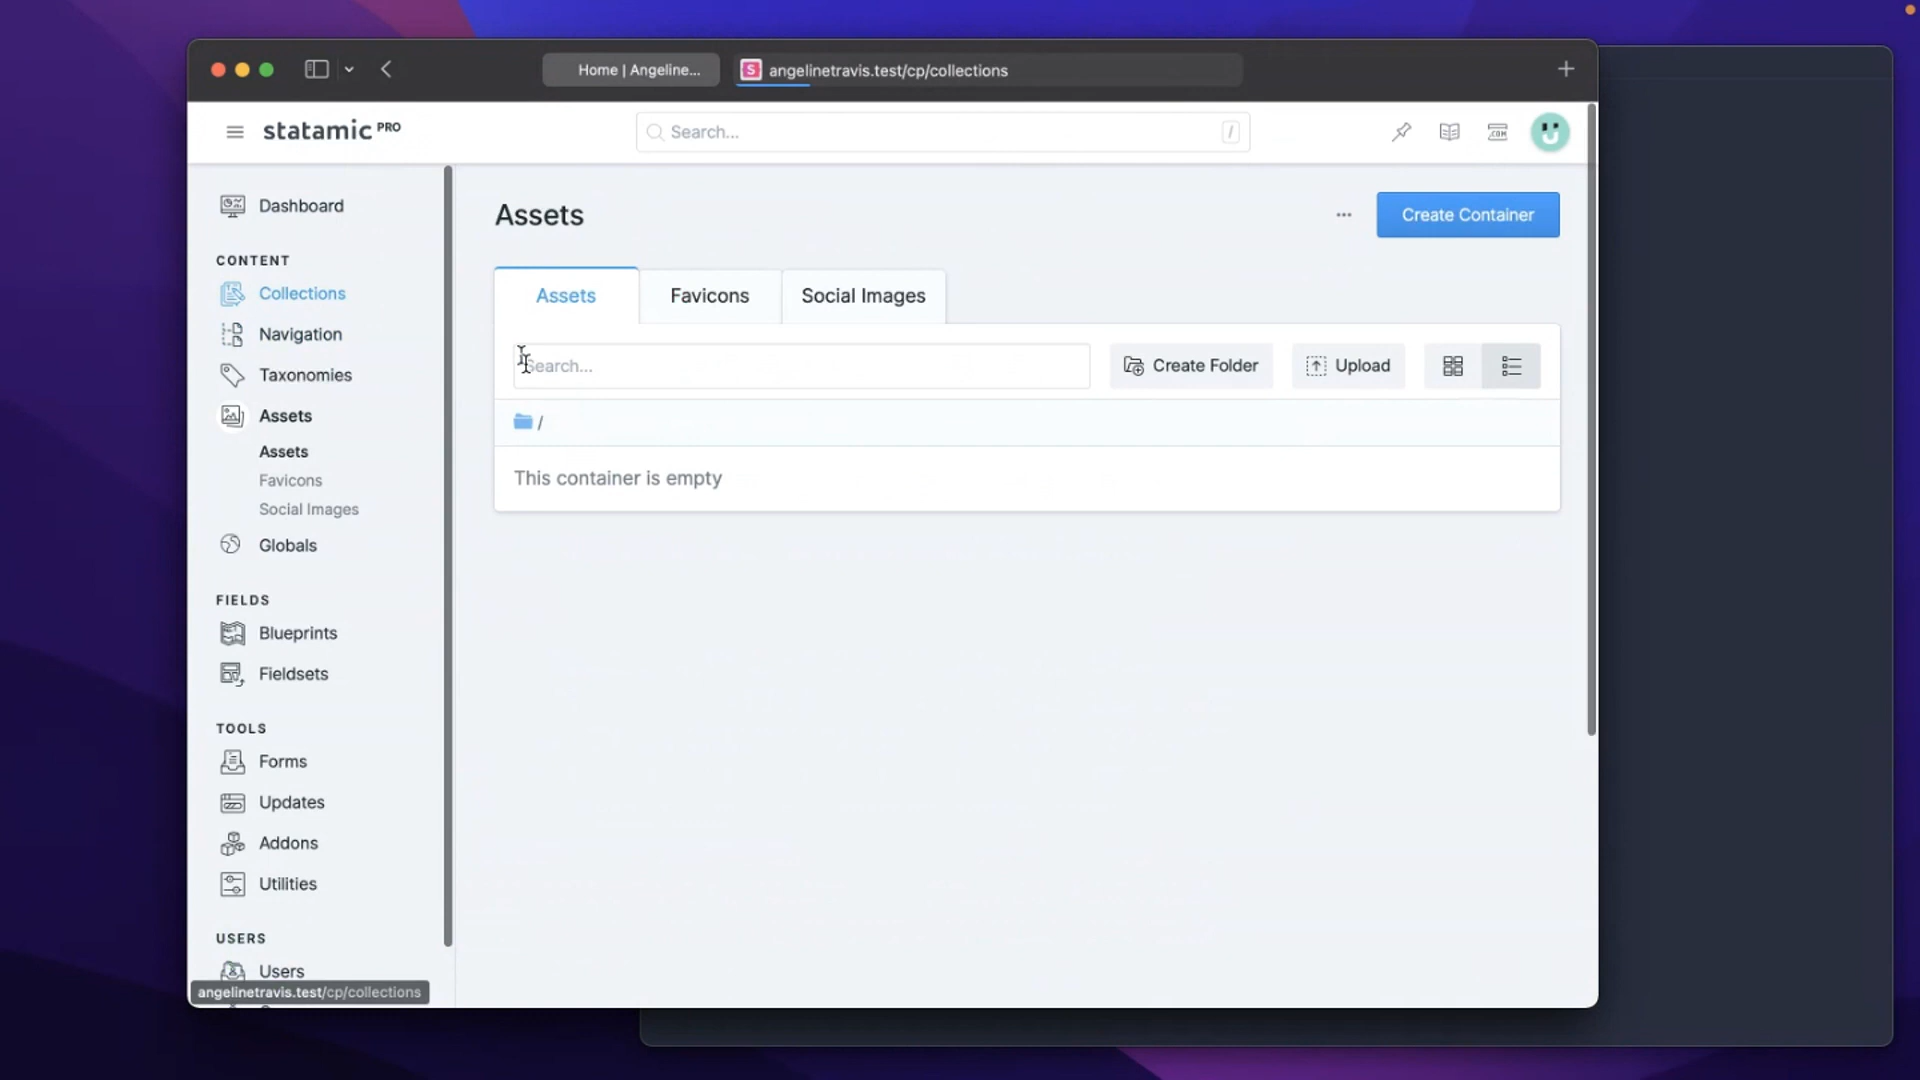 Home | Angeline...
S angelinetravis.test/cp/collections
statamic PRO
Search...
/
.COM
Dashboard
CONTENT
Collections
Navigation
Taxonomies
Assets
Assets
Favicons
Social Images
Globals
FIELDS
Blueprints
Fieldsets
TOOLS
Forms
Updates
Addons
Utilities
USERS
Users
angelinetravis.test/cp/collections
Assets
Create Container
Assets
Favicons
Social Images
Search...
Create Folder
Upload
/
This container is empty